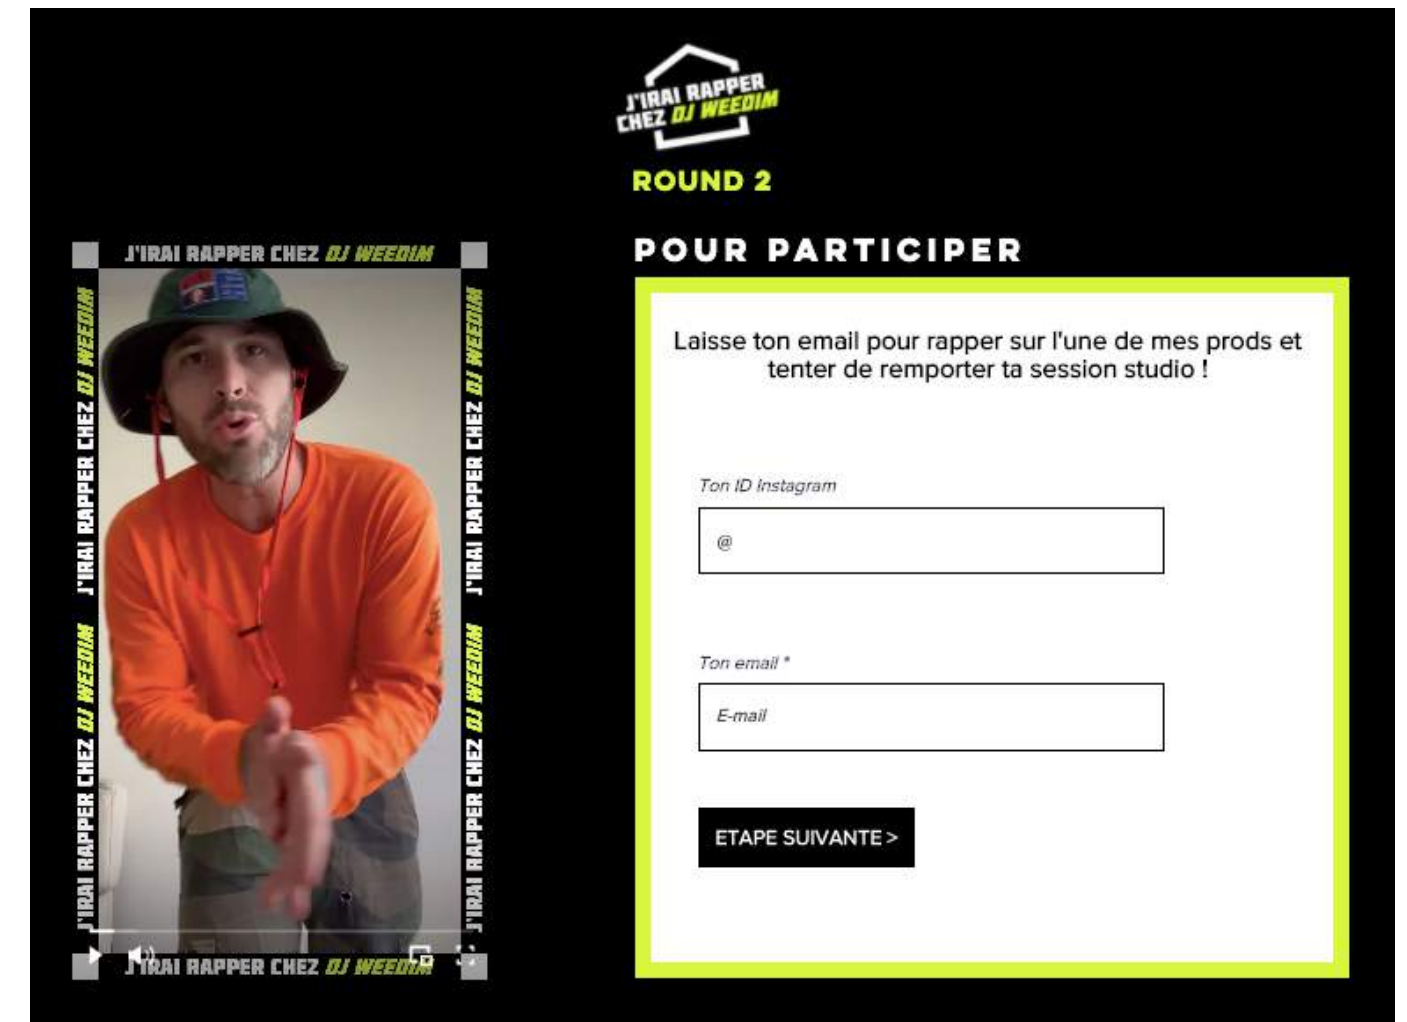 J'IRAI RAPPER
CHEZ DJ WEEDIM
ROUND 2
J'IRAI RAPPER CHEZ DJ WEEDIM
J'IRAI RAPPER CHEZ DJ WEEDIM
J'IRAI RAPPER CHEZ DJ WEEDIM
J'IRAI RAPPER CHEZ DJ WEEDIM
J'IRAI RAPPER CHEZ DJ WEEDIM
J'IRAI RAPPER CHEZ DJ WEEDIM
POUR PARTICIPER
Laisse ton email pour rapper sur l'une de mes prods et
tenter de remporter ta session studio !
Ton ID Instagram
@
Ton email *
E-mail
ETAPE SUIVANTE >